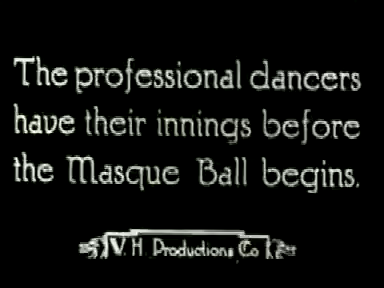 The professional dancers
have their innings before
the Masque Ball begins.
V. H. Productions Co